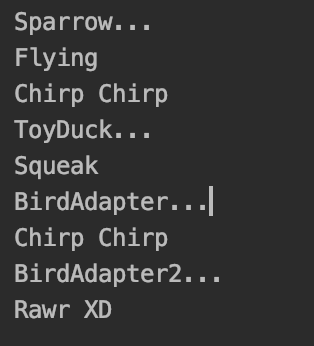 Sparrow...
Flying
Chirp Chirp
ToyDuck...
Squeak
BirdAdapter...
Chirp Chirp
BirdAdapter2...
Rawr XD